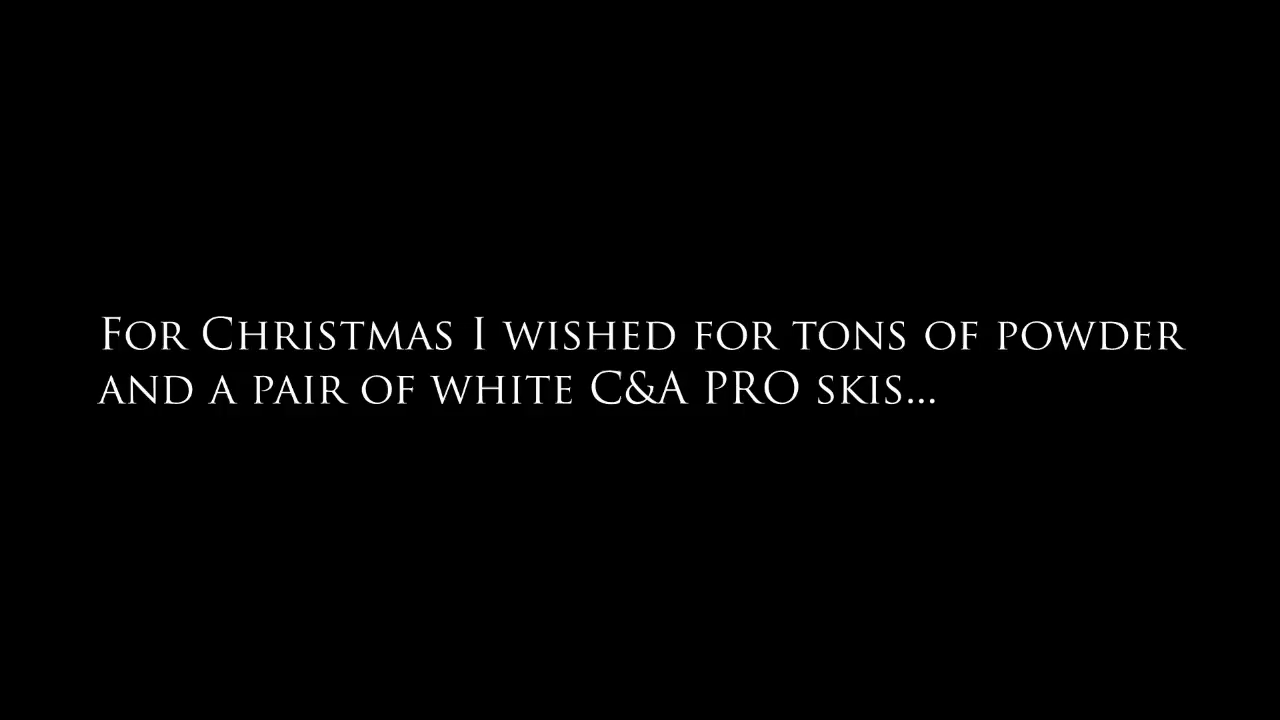 For Christmas I wished for tons of powder
and a pair of white C&A PRO skis...